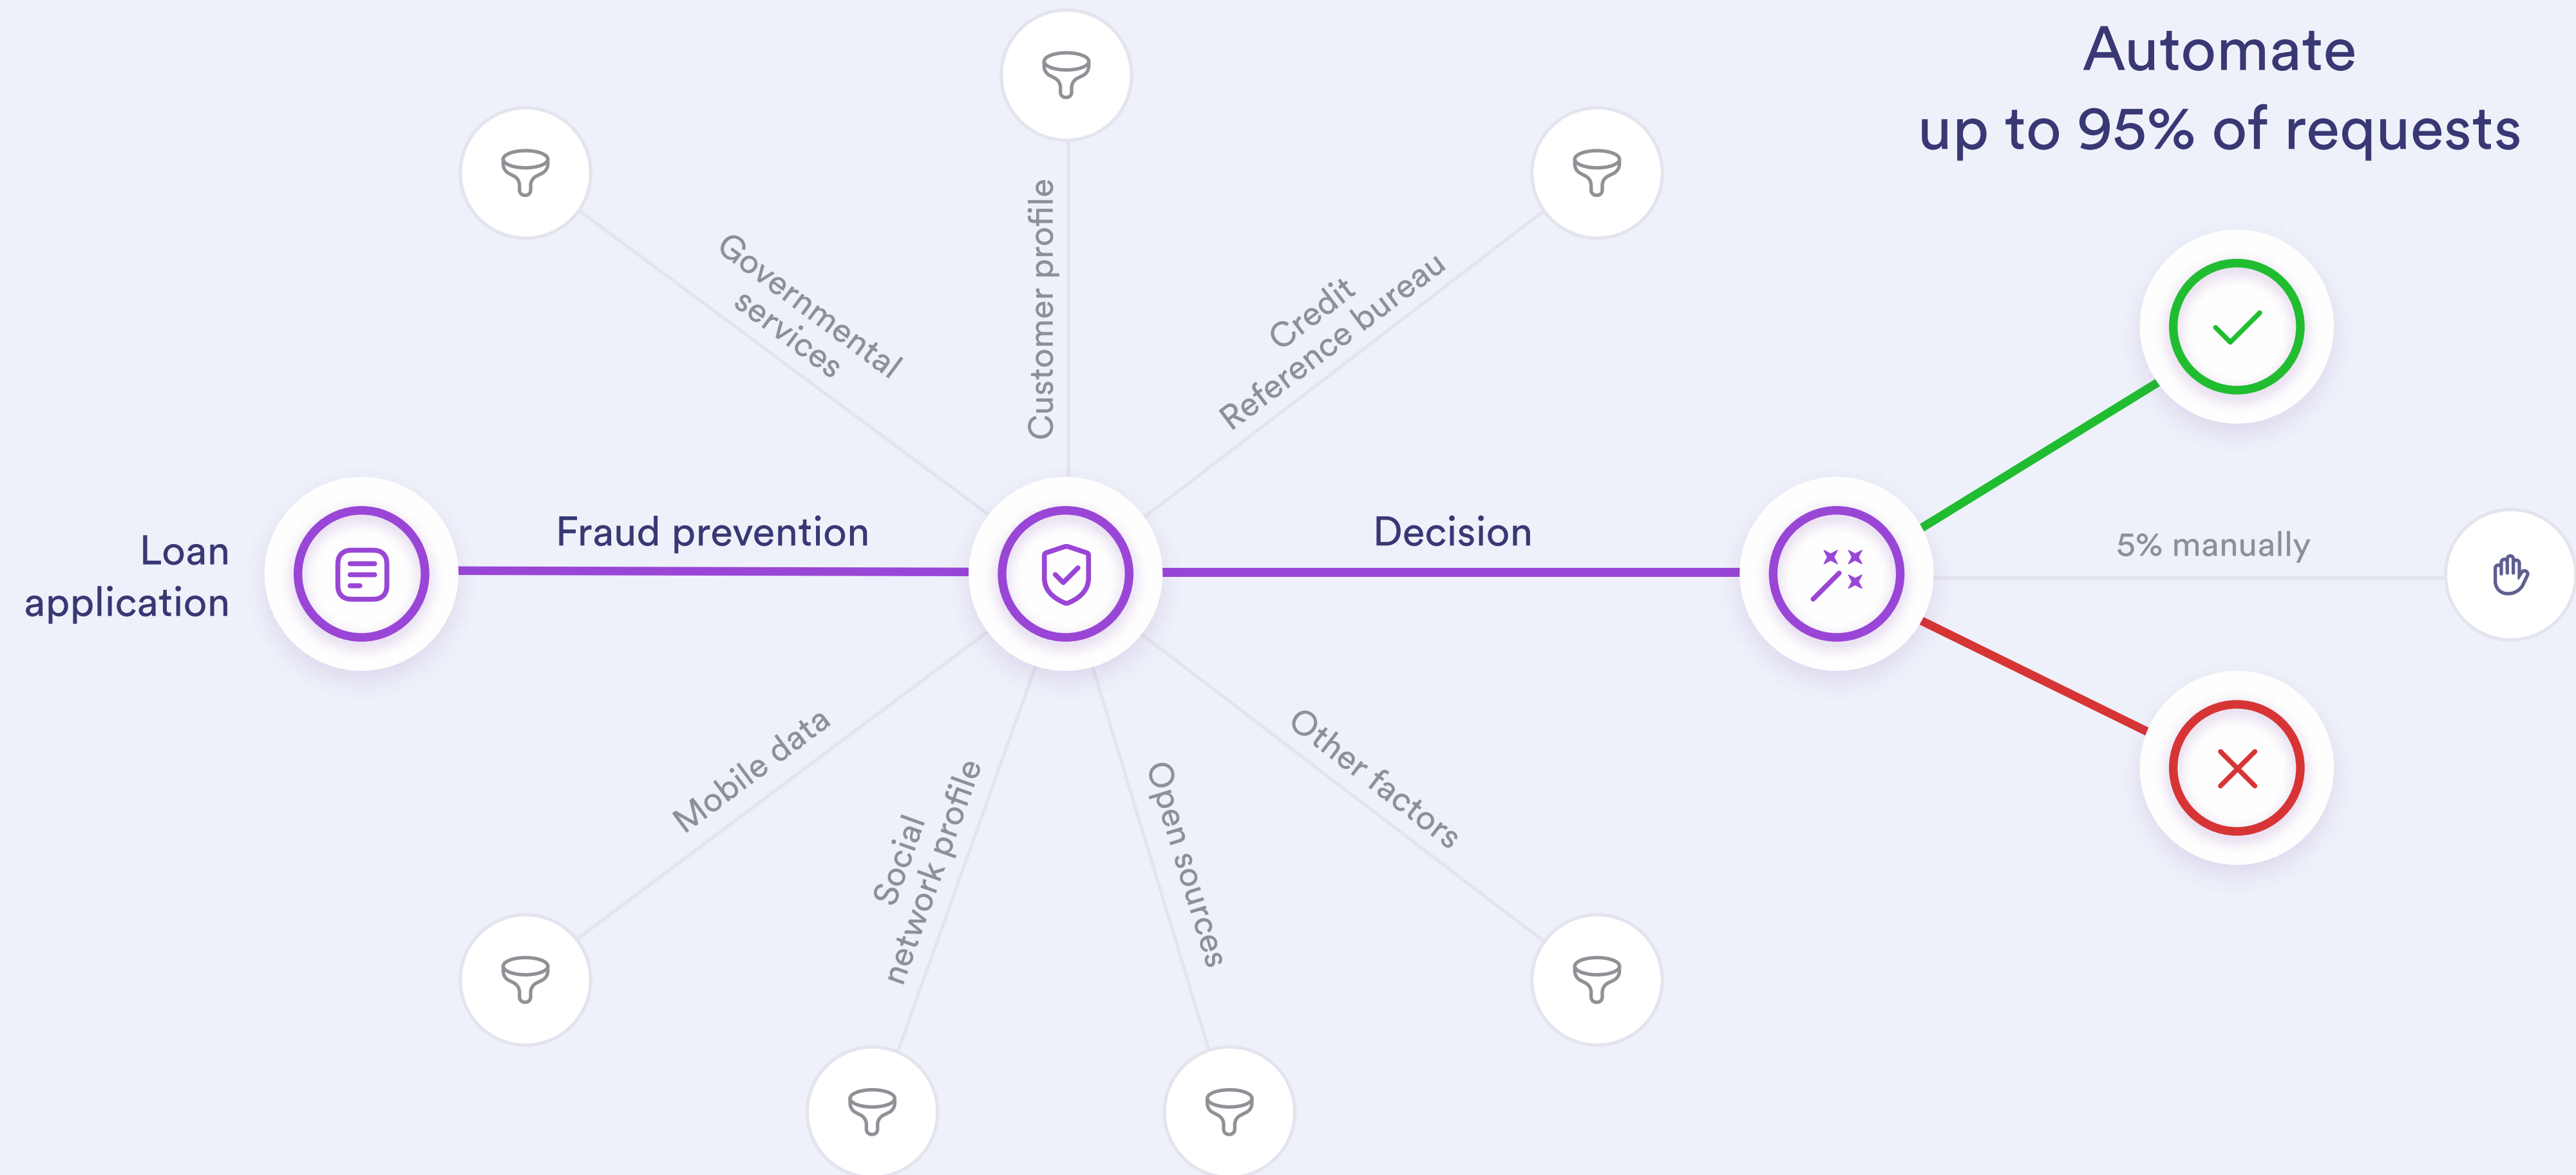 Automate
up to 95% of requests
Governmental
services
Customer profile
Credit
Reference bureau
Loan
application
Fraud prevention
Decision
5% manually
Mobile data
Social
network profile
Open sources
Other factors